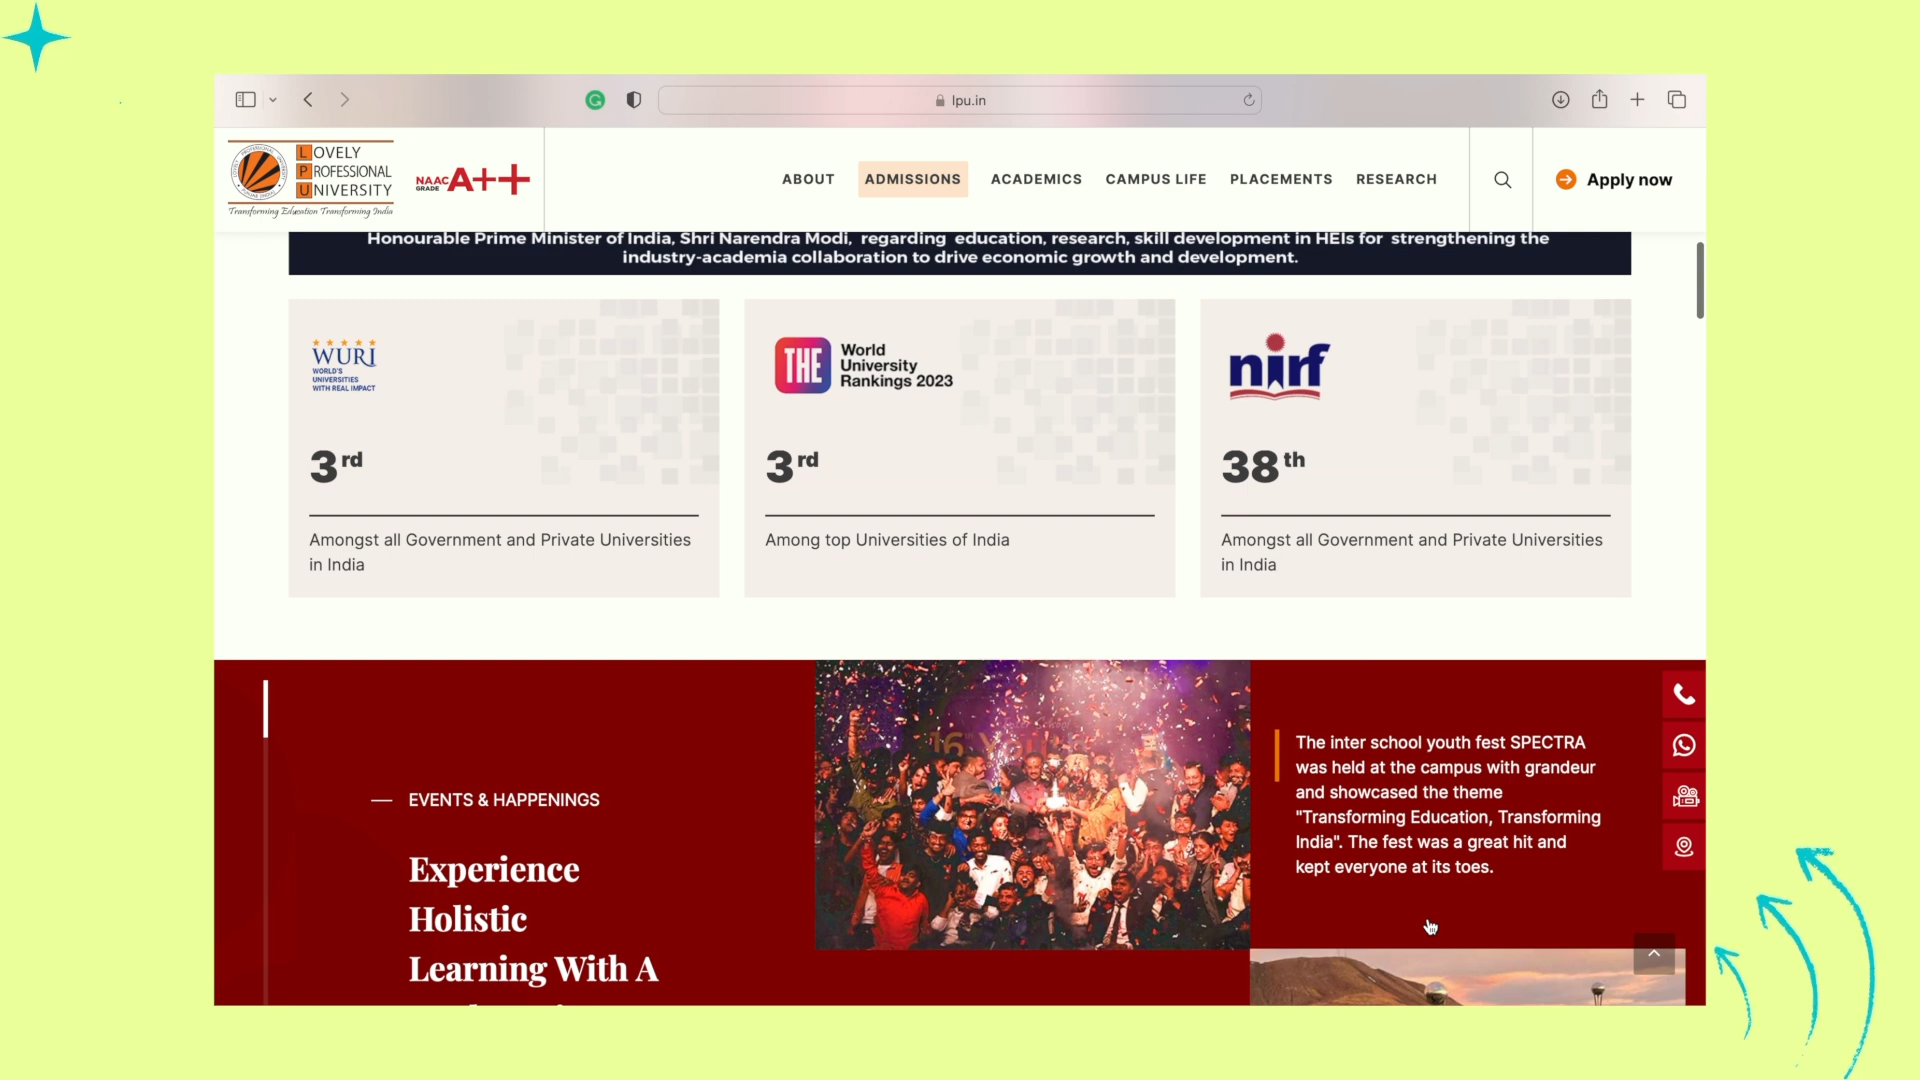 lpu.in
LOVELY
PROFESSIONAL
UNIVERSITY
Transforming Education Transforming India
NAAC
GRADE
A++
ABOUT
ADMISSIONS
ACADEMICS
CAMPUS LIFE
PLACEMENTS
RESEARCH
Apply now
Honourable Prime Minister of India, Shri Narendra Modi, regarding education, research, skill development in HEIs for strengthening the
industry-academia collaboration to drive economic growth and development.
WURI
WORLD'S
UNIVERSITIES
WITH REAL IMPACT
3rd
Amongst all Government and Private Universities
in India
THE
World
University
Rankings 2023
3rd
Among top Universities of India
nirf
38th
Amongst all Government and Private Universities
in India
EVENTS & HAPPENINGS
Experience
Holistic
Learning With A
The inter school youth fest SPECTRA
was held at the campus with grandeur
and showcased the theme
"Transforming Education, Transforming
India". The fest was a great hit and
kept everyone at its toes.